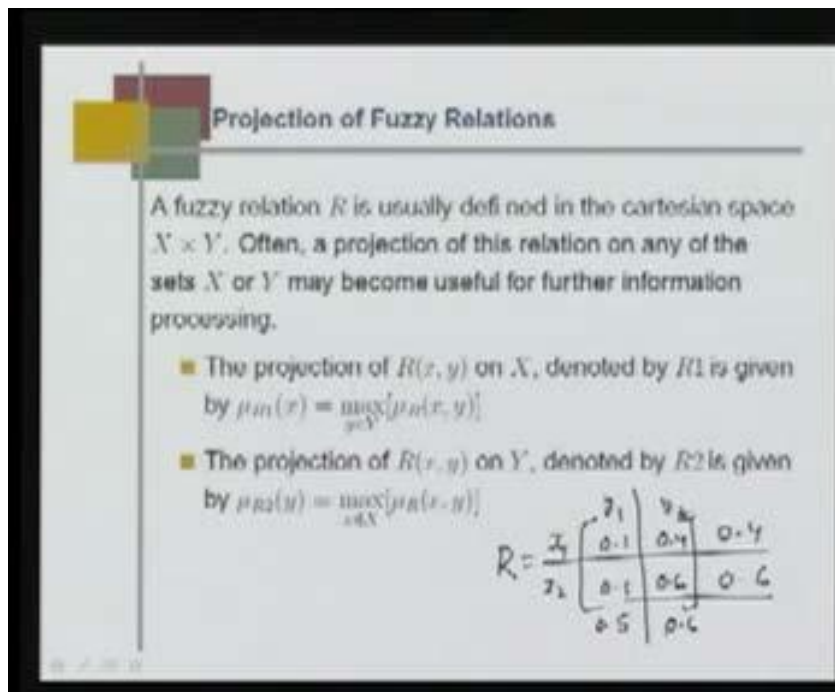 Projection of Fuzzy Relations
A fuzzy relation R is usually defined in the cartesian space
X × Y. Often, a projection of this relation on any of the
sets X or Y may become useful for further information
processing.
The projection of R(x, y) on X, denoted by R1 is given
by μR1(x) = max[μR(x, y)]
y∈Y
The projection of R(x, y) on Y, denoted by R2 is given
by μR2(y) = max[μR(x, y)]
x∈X
y1
R = x1 0.1 0.4 0.4
x2 0.6 0.6
0.5 0.6